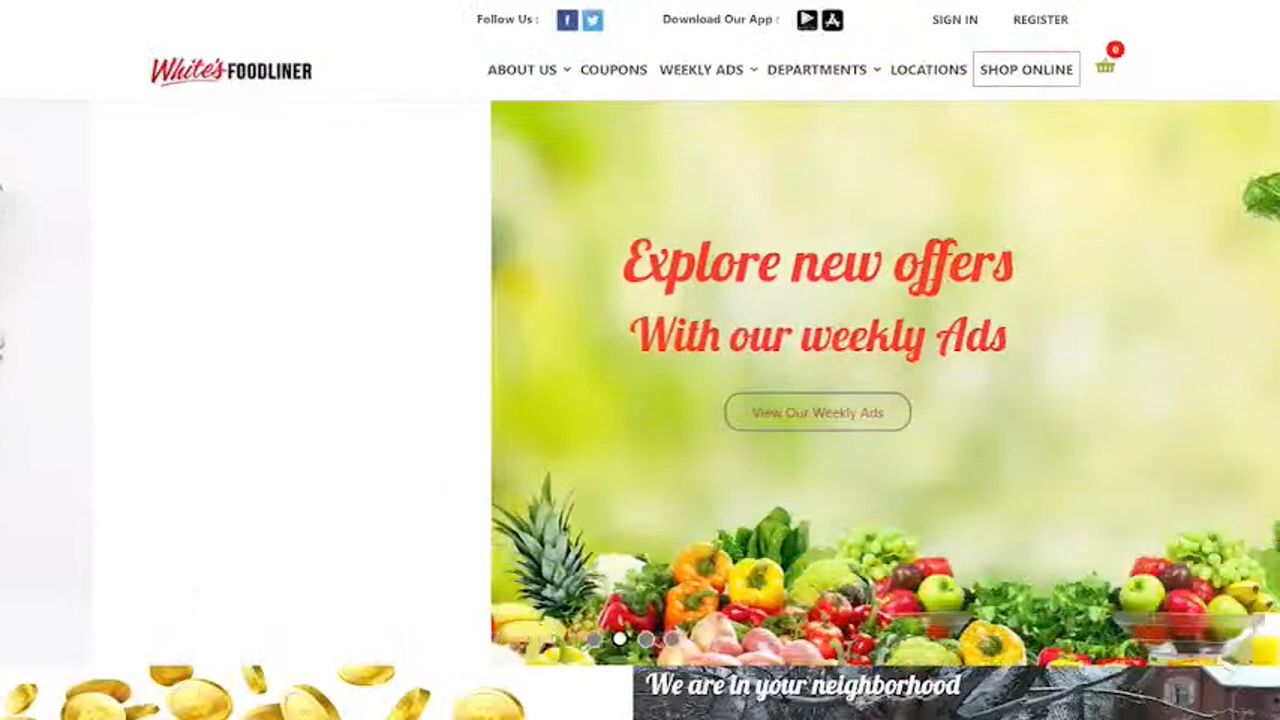 Follow Us :
Download Our App :
SIGN IN
REGISTER
White's FOODLINER
ABOUT US
COUPONS
WEEKLY ADS
DEPARTMENTS
LOCATIONS
SHOP ONLINE
0
Explore new offers
With our weekly Ads
View Our Weekly Ads
We are in your neighborhood